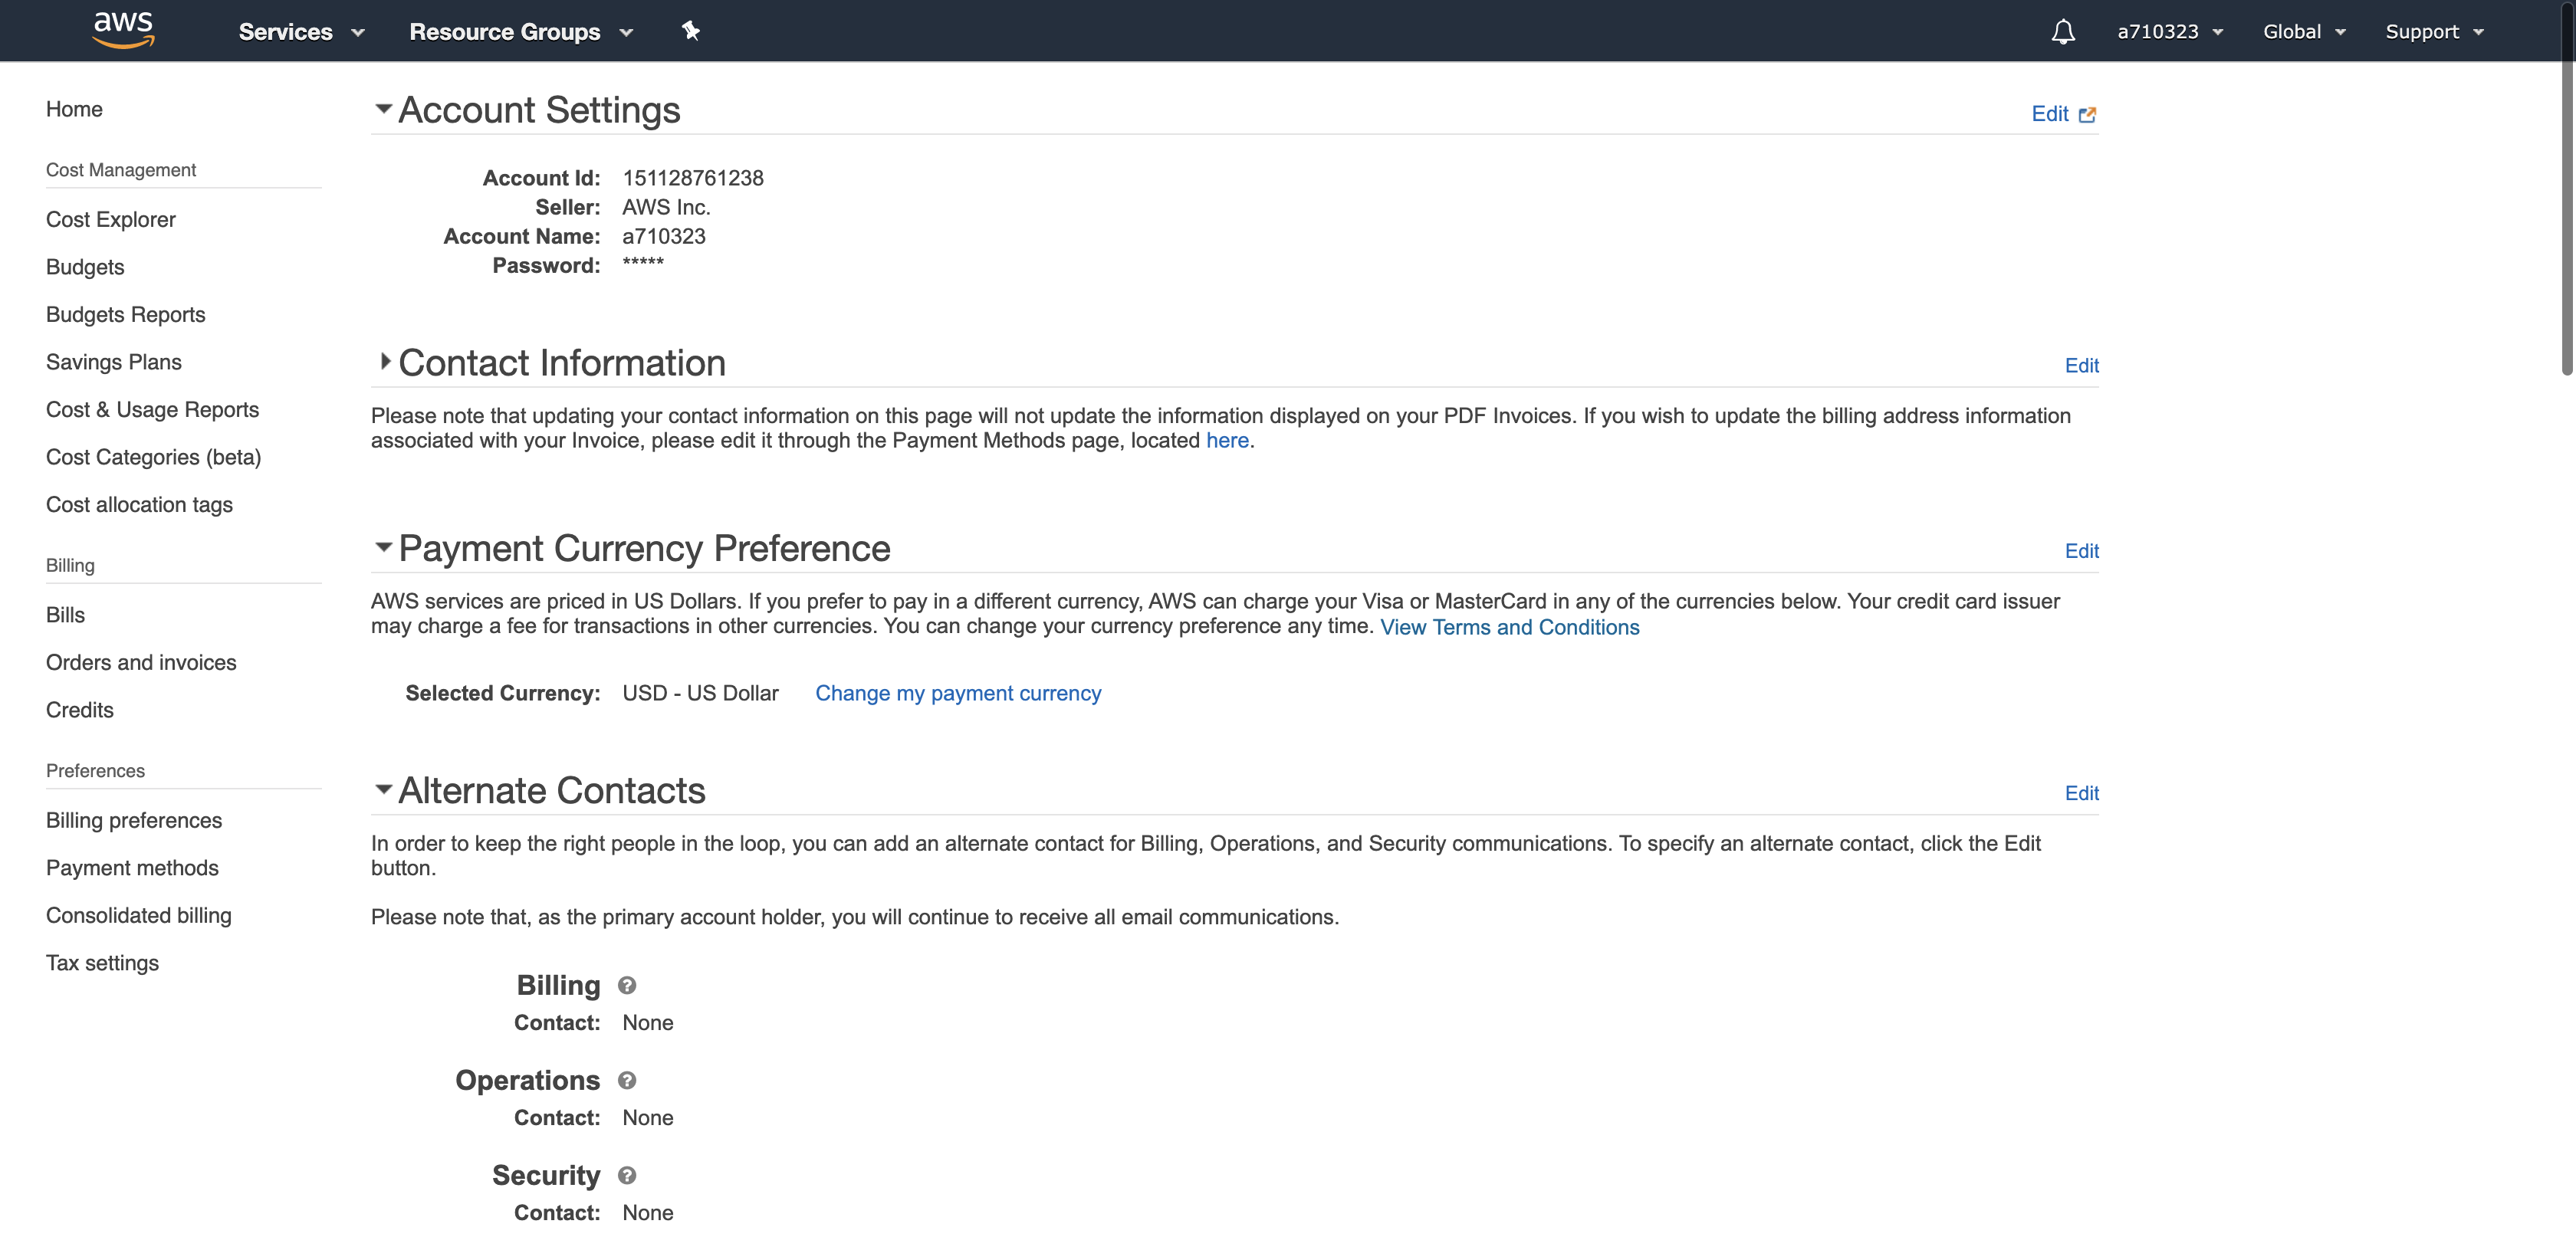 aws Services Resource Groups a710323 Global Support
Home
Cost Management
Cost Explorer
Budgets
Budgets Reports
Savings Plans
Cost & Usage Reports
Cost Categories (beta)
Cost allocation tags
Billing
Bills
Orders and invoices
Credits
Preferences
Billing preferences
Payment methods
Consolidated billing
Tax settings
Account Settings Edit
Account Id: 151128761238
Seller: AWS Inc.
Account Name: a710323
Password: *****
Contact Information Edit
Please note that updating your contact information on this page will not update the information displayed on your PDF Invoices. If you wish to update the billing address information
associated with your Invoice, please edit it through the Payment Methods page, located here.
Payment Currency Preference Edit
AWS services are priced in US Dollars. If you prefer to pay in a different currency, AWS can charge your Visa or MasterCard in any of the currencies below. Your credit card issuer
may charge a fee for transactions in other currencies. You can change your currency preference any time. View Terms and Conditions
Selected Currency: USD - US Dollar Change my payment currency
Alternate Contacts Edit
In order to keep the right people in the loop, you can add an alternate contact for Billing, Operations, and Security communications. To specify an alternate contact, click the Edit
button.
Please note that, as the primary account holder, you will continue to receive all email communications.
Billing ?
Contact: None
Operations ?
Contact: None
Security ?
Contact: None